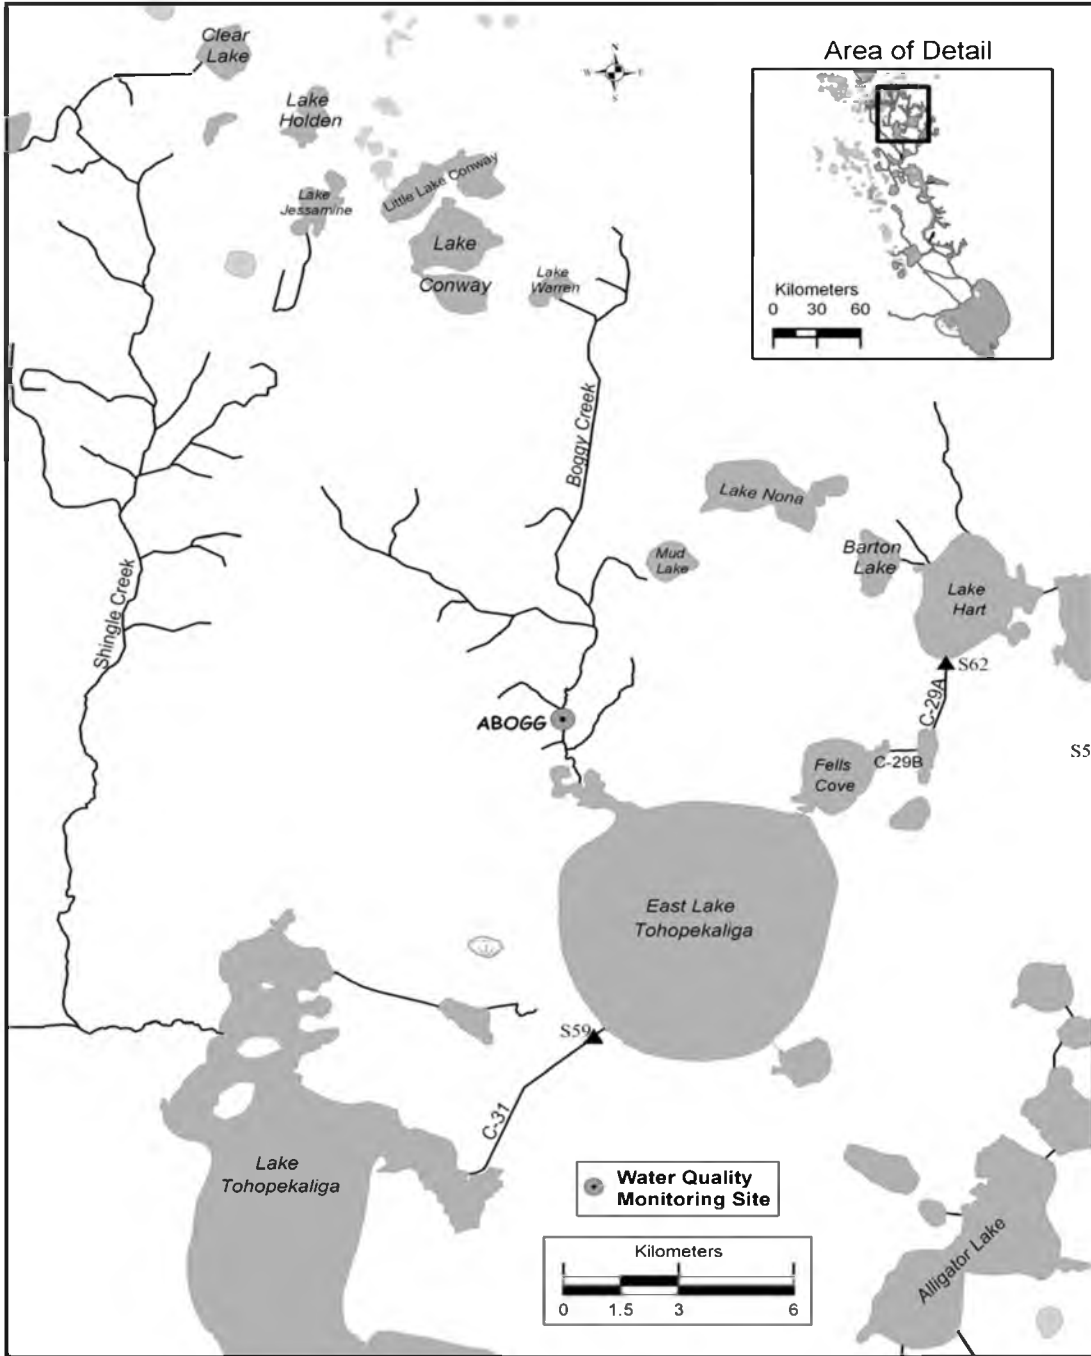 Clear
Lake
N
W E
S
Area of Detail
Lake
Holden
Little Lake Conway
Lake
Jessamine
Lake
Conway
Lake
Warren
Kilometers
0 30 60
Boggy Creek
Lake Nona
Barton
Lake
Mud
Lake
Lake
Hart
Shingle Creek
S62
C-29A
ABOGG
S5
C-29B
Fells
Cove
East Lake
Tohopekaliga
S59
C-31
Lake
Tohopekaliga
Water Quality
Monitoring Site
Alligator Lake
Kilometers
0 1.5 3 6